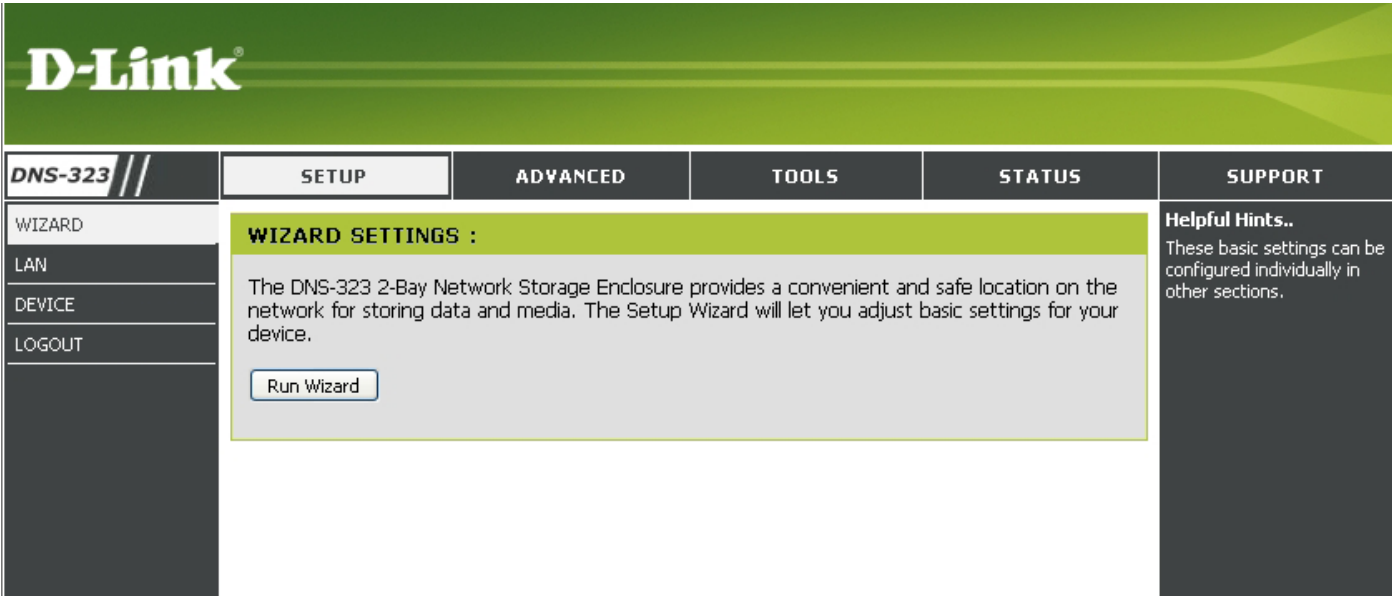 D-Link®
DNS-323
SETUP
ADVANCED
TOOLS
STATUS
SUPPORT
WIZARD
LAN
DEVICE
LOGOUT
WIZARD SETTINGS :
The DNS-323 2-Bay Network Storage Enclosure provides a convenient and safe location on the
network for storing data and media. The Setup Wizard will let you adjust basic settings for your
device.
Run Wizard
Helpful Hints..
These basic settings can be
configured individually in
other sections.